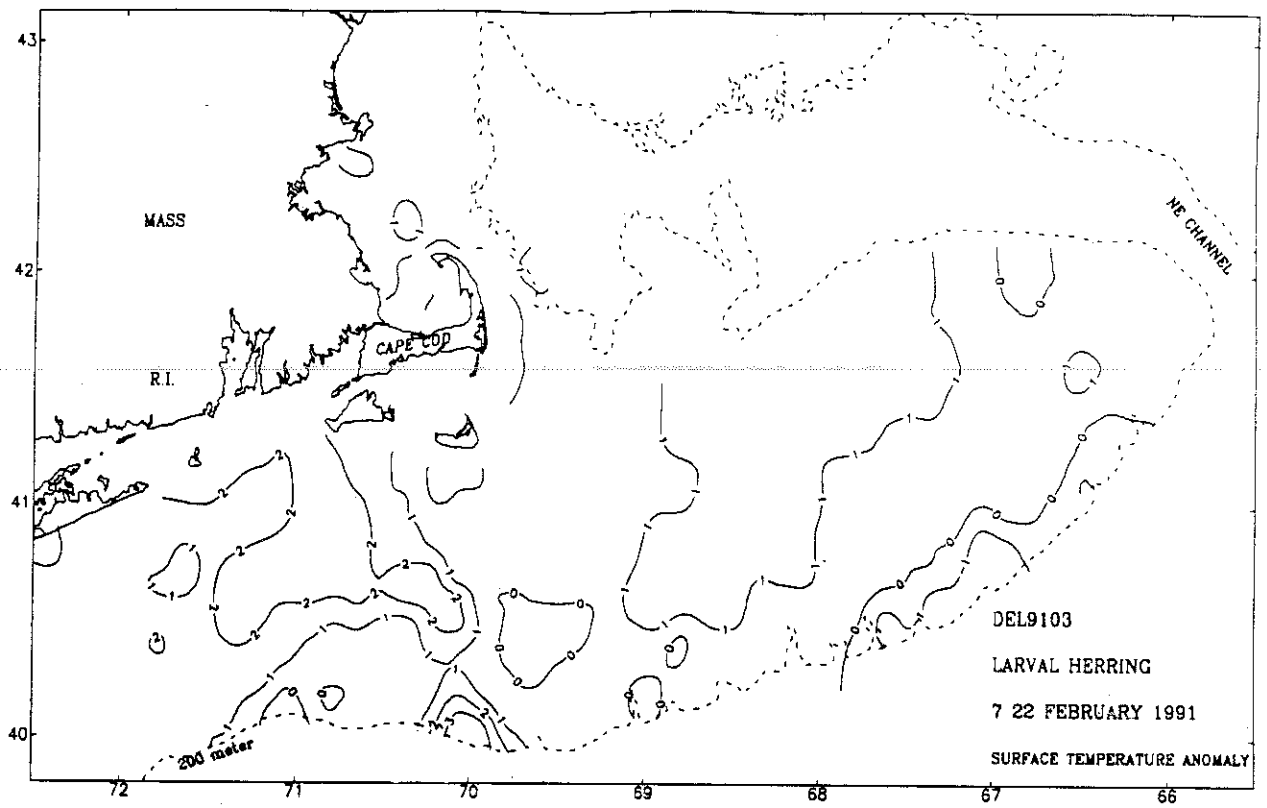 43
MASS
NE CHANNEL
42
CAPE COD
R.I.
41
DEL9103
LARVAL HERRING
7 22 FEBRUARY 1991
SURFACE TEMPERATURE ANOMALY
40
200 meter
72 71 70 69 68 67 66